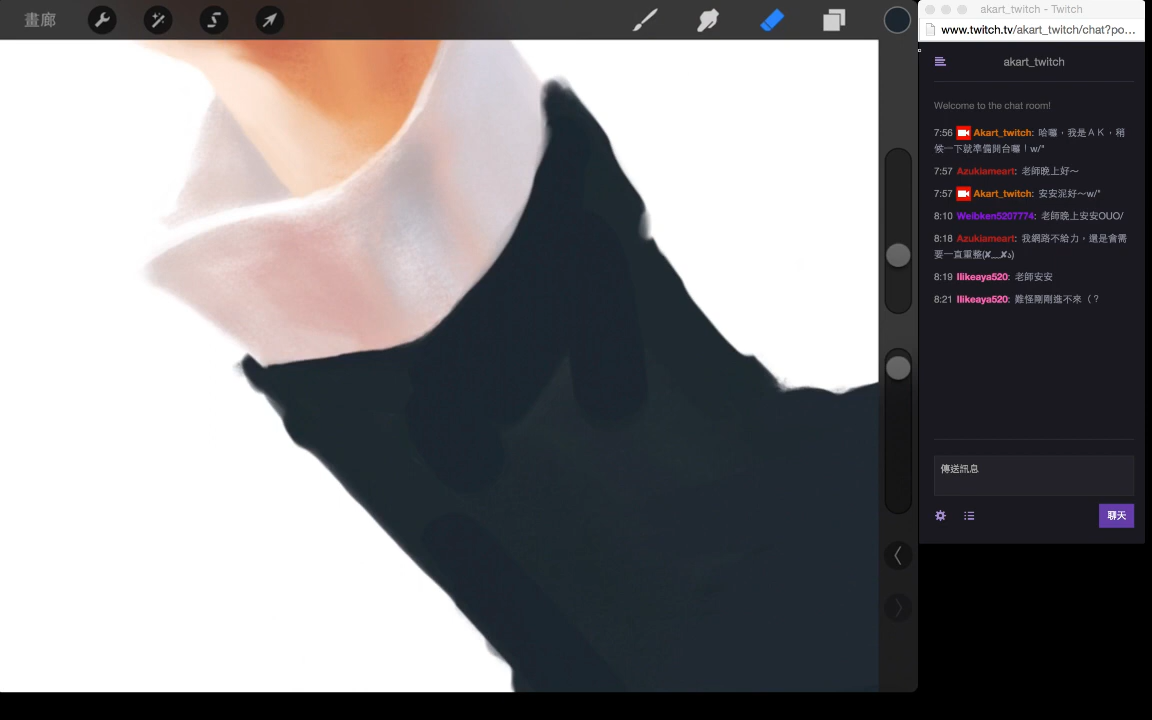 畫廊
akart_twitch - Twitch
www.twitch.tv/akart_twitch/chat?po…
akart_twitch
Welcome to the chat room!
7:56 Akart_twitch: 哈囉，我是ＡＫ，稍
候一下就準備開台囉！w/"
7:57 Azukiameart: 老師晚上好～
7:57 Akart_twitch: 安安泥好～w/"
8:10 Weibken5207774: 老師晚上安安OUO/
8:18 Azukiameart: 我網路不給力，還是會需
要一直重整(✘﹏✘ა)
8:19 Ilikeaya520: 老師安安
8:21 Ilikeaya520: 難怪剛剛進不來（？
傳送訊息
聊天